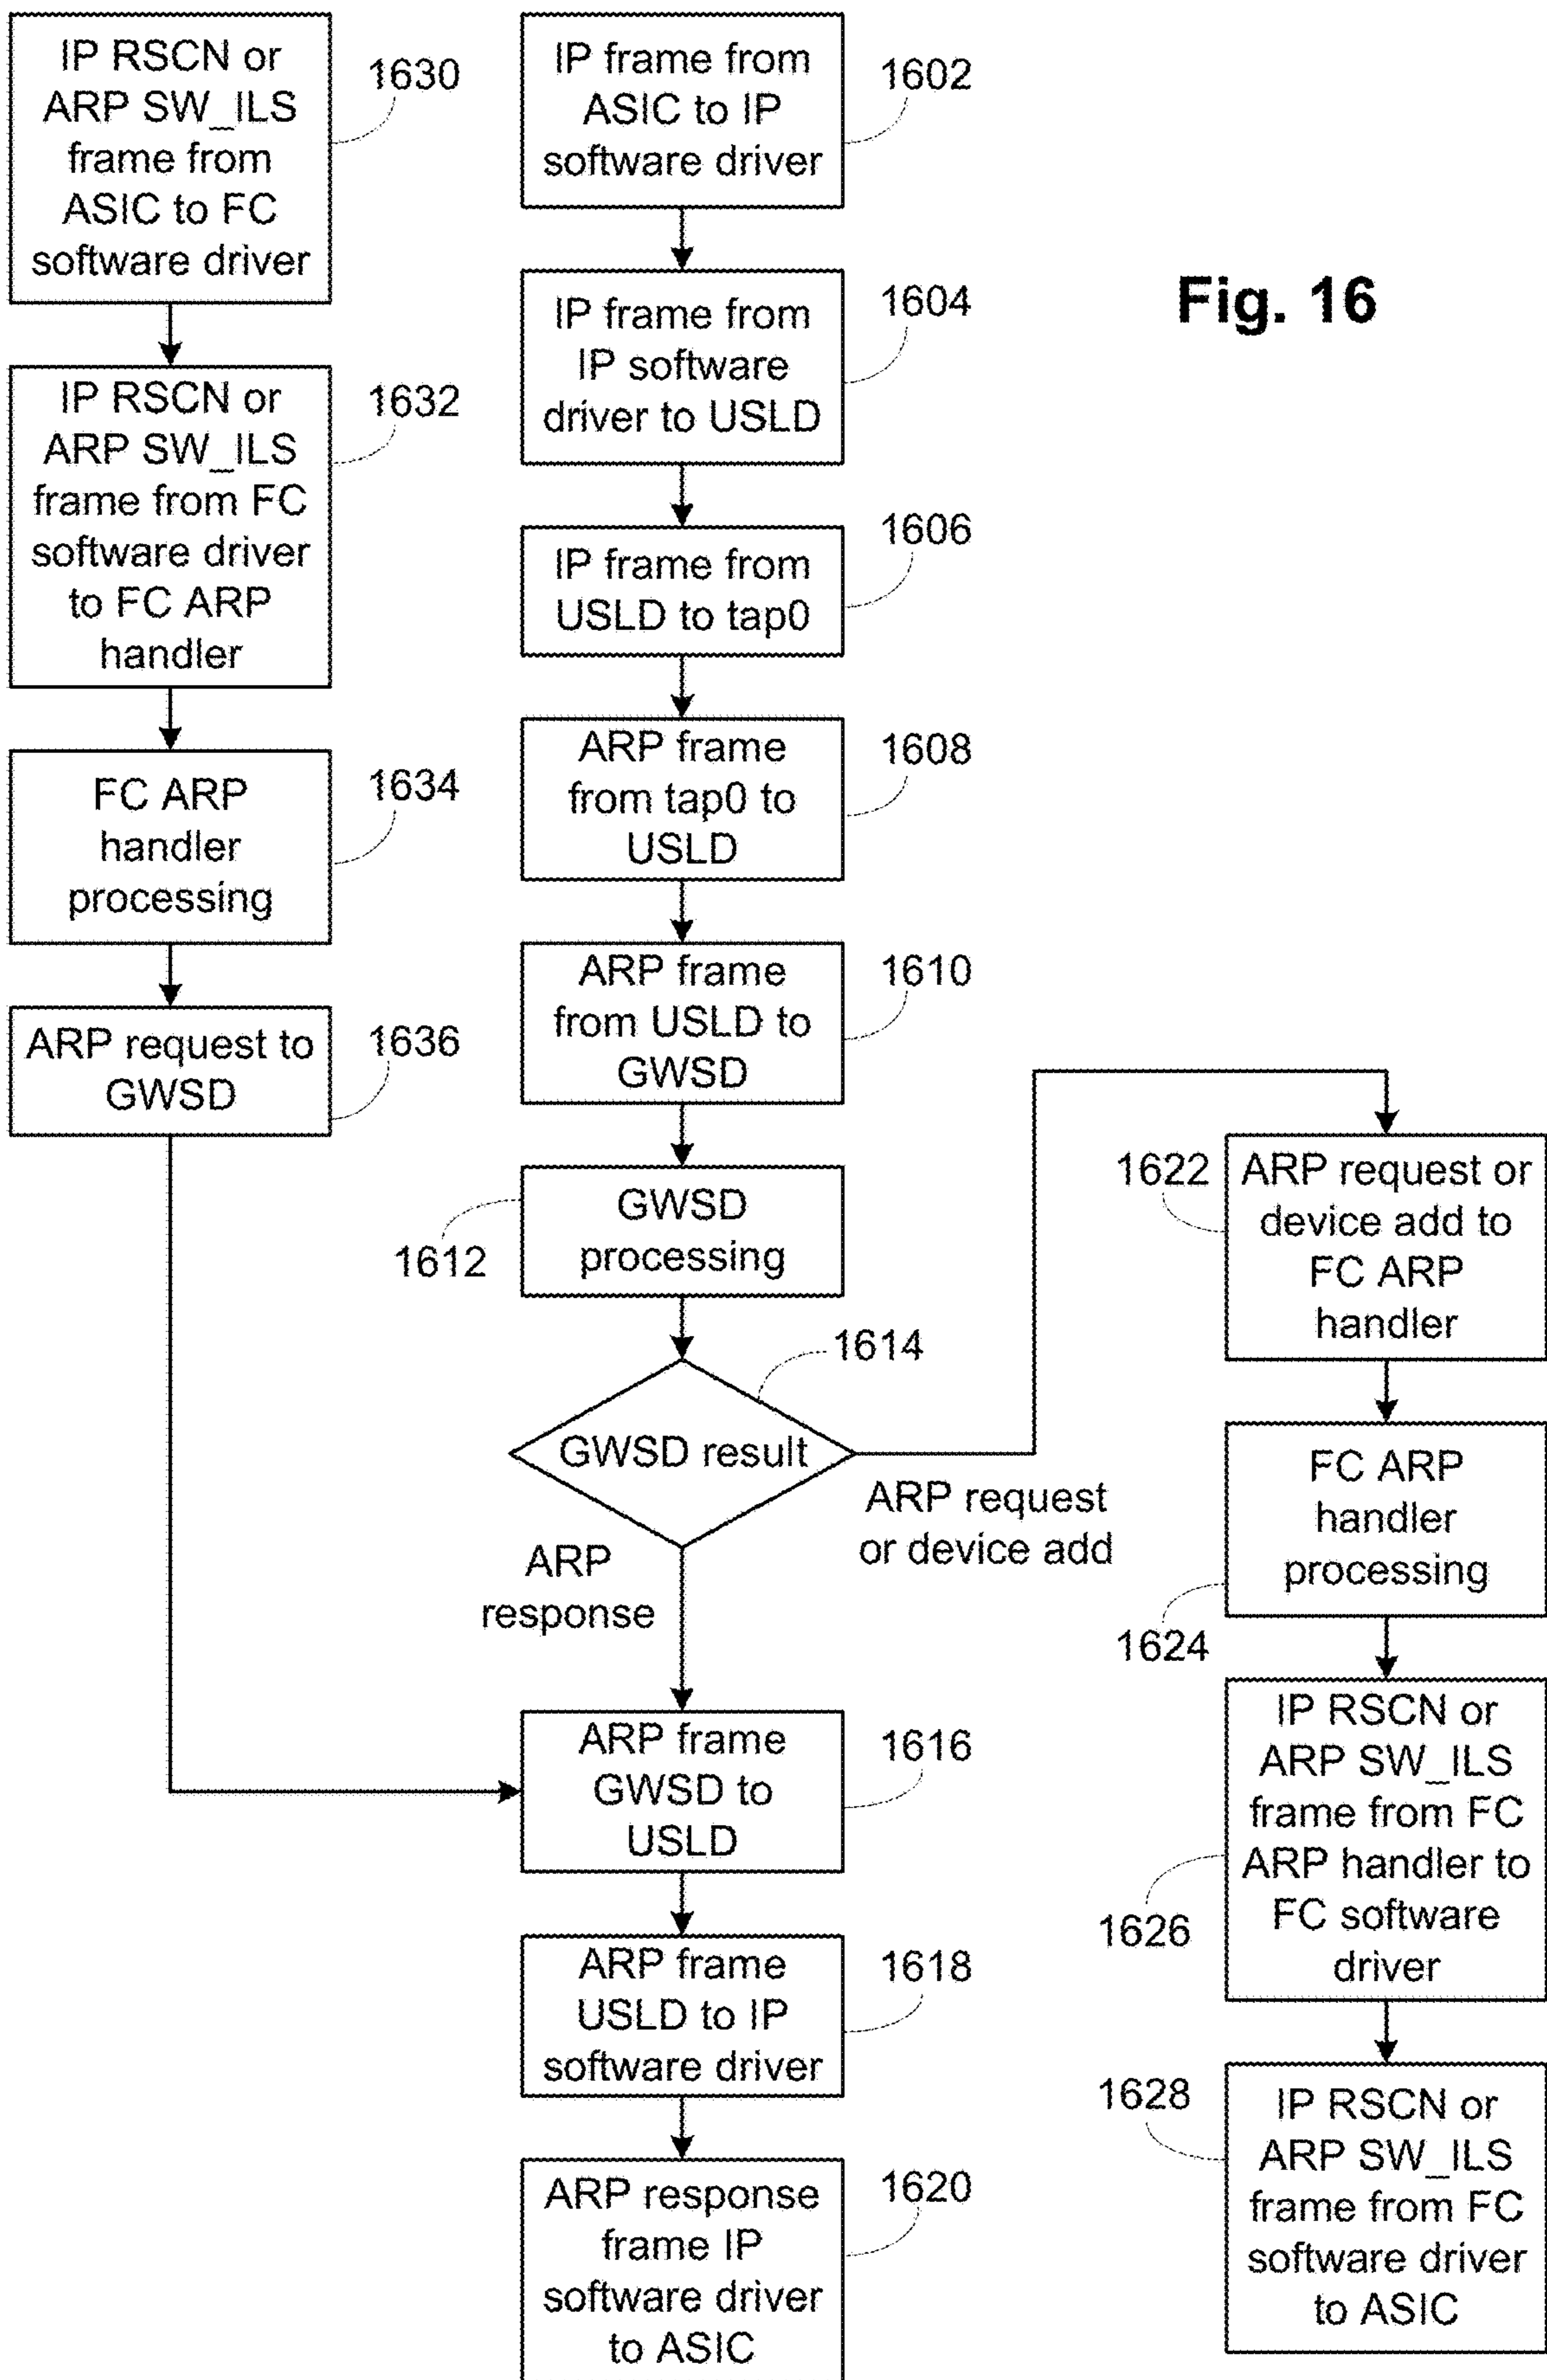 IP RSCN or
ARP SW_ILS
frame from
ASIC to FC
software driver
1630
IP RSCN or
ARP SW_ILS
frame from FC
software driver
to FC ARP
handler
1632
FC ARP
handler
processing
1634
ARP request to
GWSD
1636
IP frame from
ASIC to IP
software driver
1602
IP frame from
IP software
driver to USLD
1604
IP frame from
USLD to tap0
1606
ARP frame
from tap0 to
USLD
1608
ARP frame
from USLD to
GWSD
1610
GWSD
processing
1612
GWSD result
1614
ARP request
or device add
ARP
response
ARP frame
GWSD to
USLD
1616
ARP frame
USLD to IP
software driver
1618
ARP response
frame IP
software driver
to ASIC
1620
Fig. 16
1622
ARP request or
device add to
FC ARP
handler
FC ARP
handler
processing
1624
IP RSCN or
ARP SW_ILS
frame from FC
ARP handler to
FC software
driver
1626
1628
IP RSCN or
ARP SW_ILS
frame from FC
software driver
to ASIC